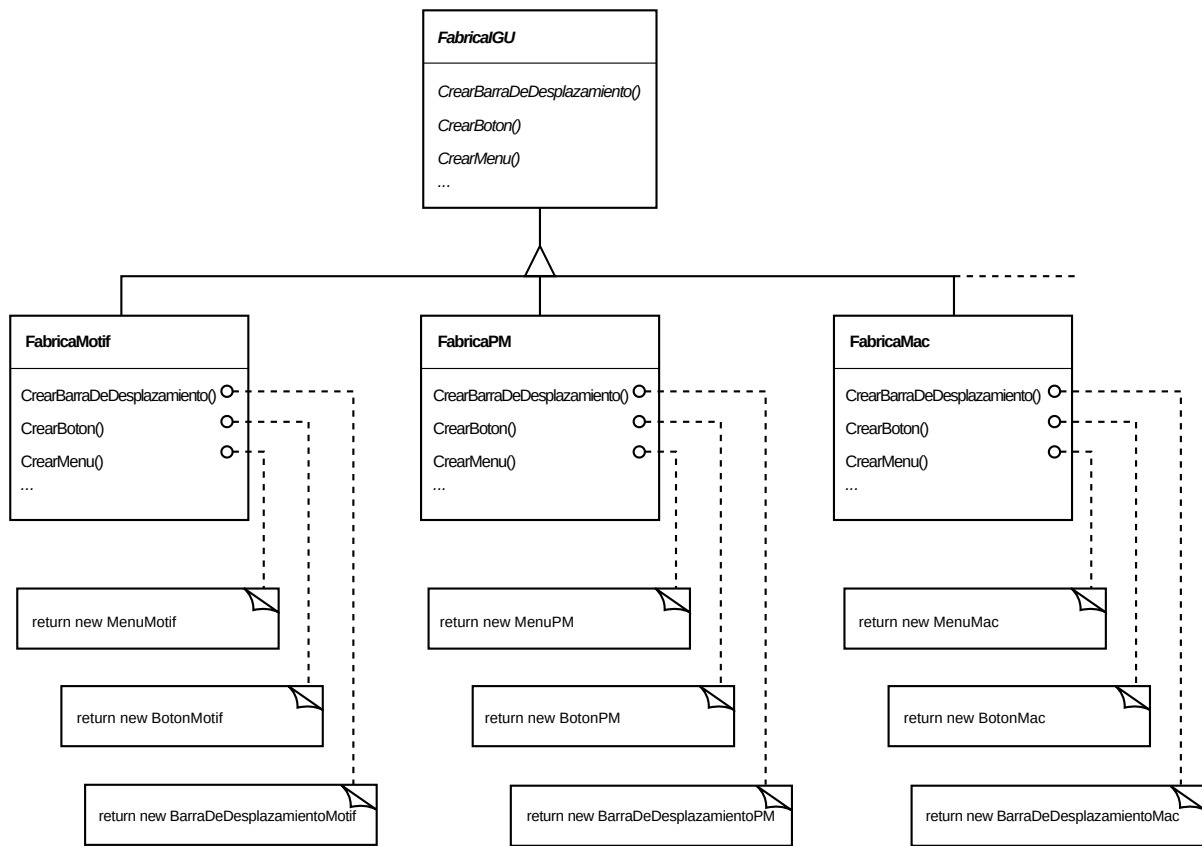 FabricaIGU
CrearBarraDeDesplazamiento()
CrearBoton()
CrearMenu()
...
FabricaMotif
CrearBarraDeDesplazamiento()
CrearBoton()
CrearMenu()
...
FabricaPM
CrearBarraDeDesplazamiento()
CrearBoton()
CrearMenu()
...
FabricaMac
CrearBarraDeDesplazamiento()
CrearBoton()
CrearMenu()
...
return new MenuMotif
return new MenuPM
return new MenuMac
return new BotonMotif
return new BotonPM
return new BotonMac
return new BarraDeDesplazamientoMotif
return new BarraDeDesplazamientoPM
return new BarraDeDesplazamientoMac